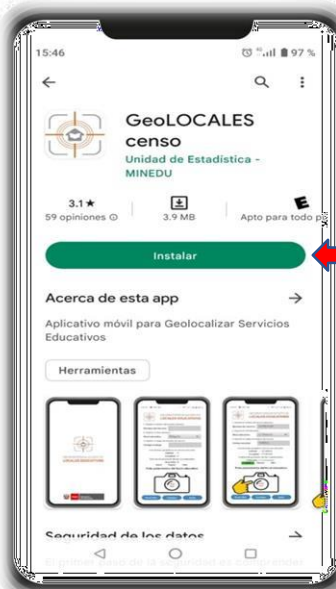 15:46
97 %
GeoLOCALES
censo
Unidad de Estadística -
MINEDU
3.1★
59 opiniones
3.9 MB
E
Apto para todo
Instalar
Acerca de esta app
Aplicativo móvil para Geolocalizar Servicios
Educativos
Herramientas
Seguridad de los datos